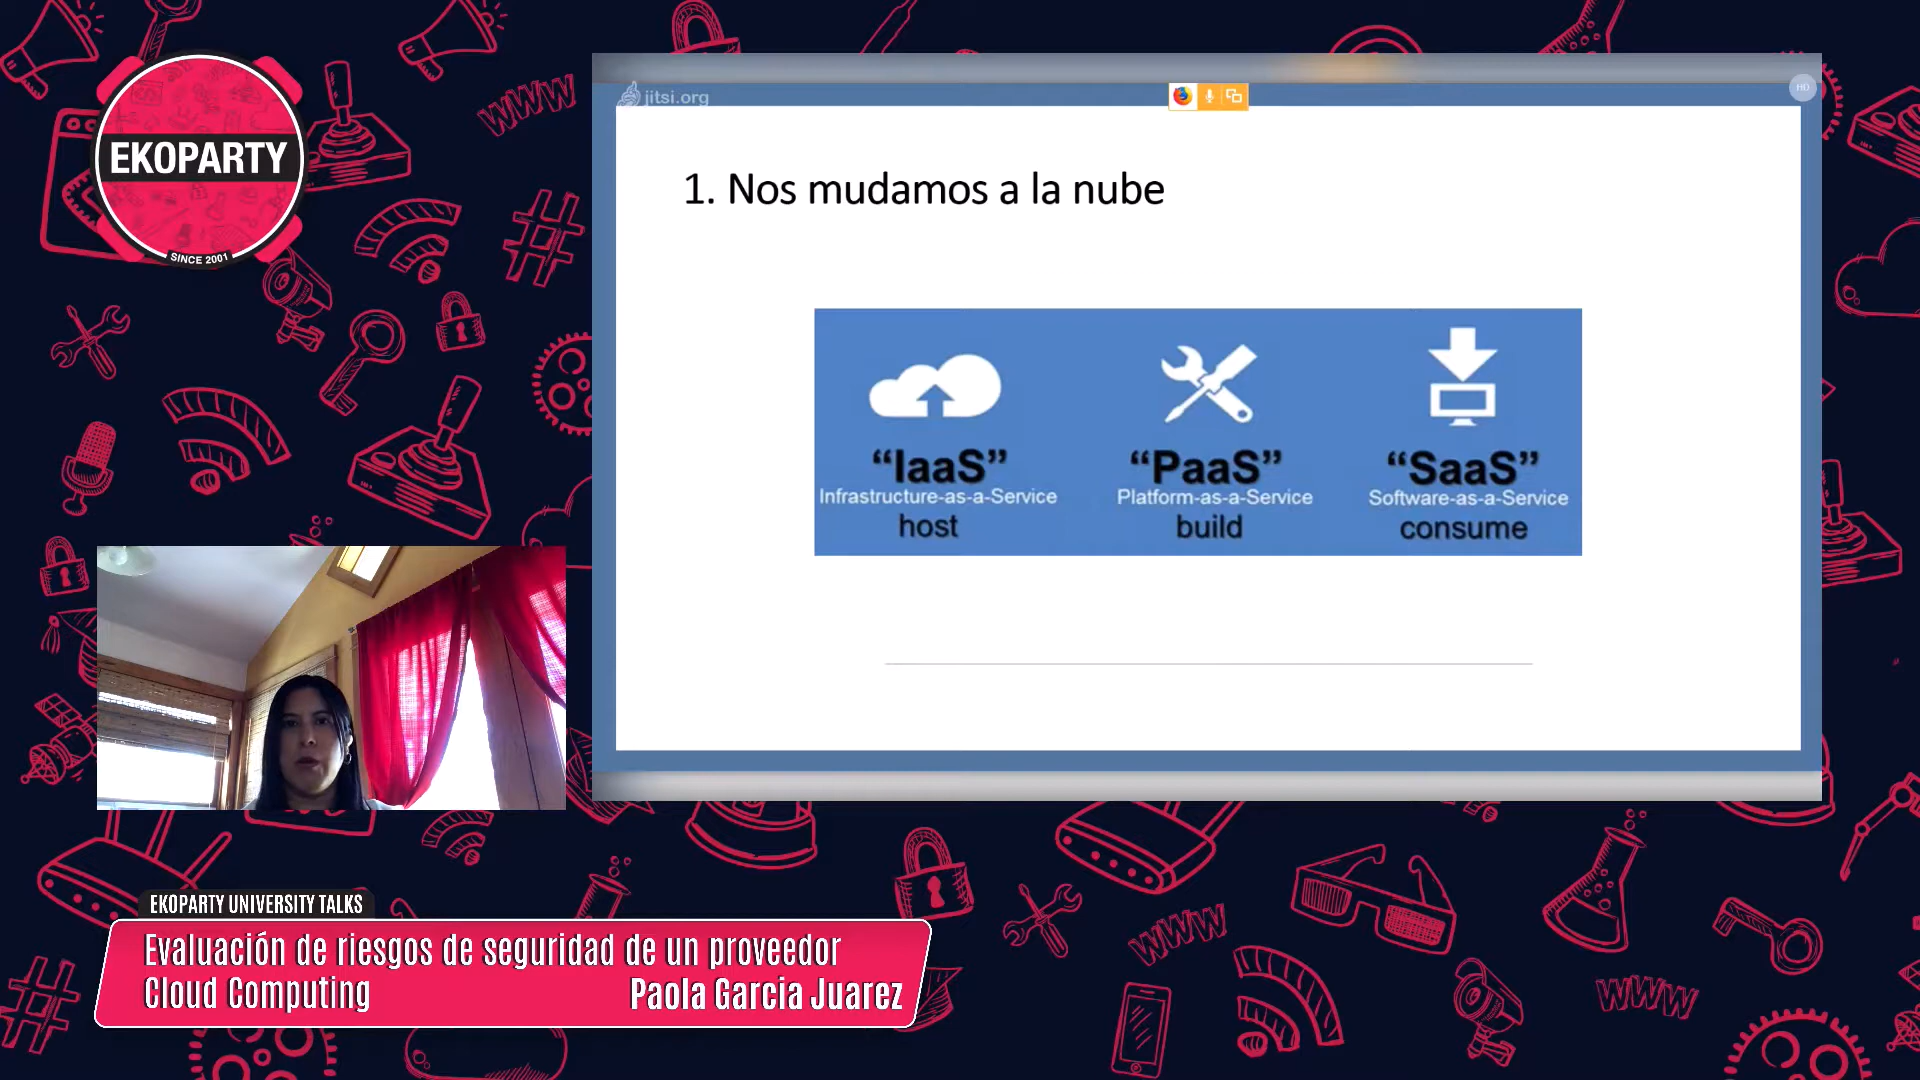 EKOPARTY
SINCE 2001
WWW
jitsi.org
HD
1. Nos mudamos a la nube
“IaaS”
Infrastructure-as-a-Service
host
“PaaS”
Platform-as-a-Service
build
“SaaS”
Software-as-a-Service
consume
EKOPARTY UNIVERSITY TALKS
Evaluación de riesgos de seguridad de un proveedor
Cloud Computing
Paola Garcia Juarez
WWW
WWW